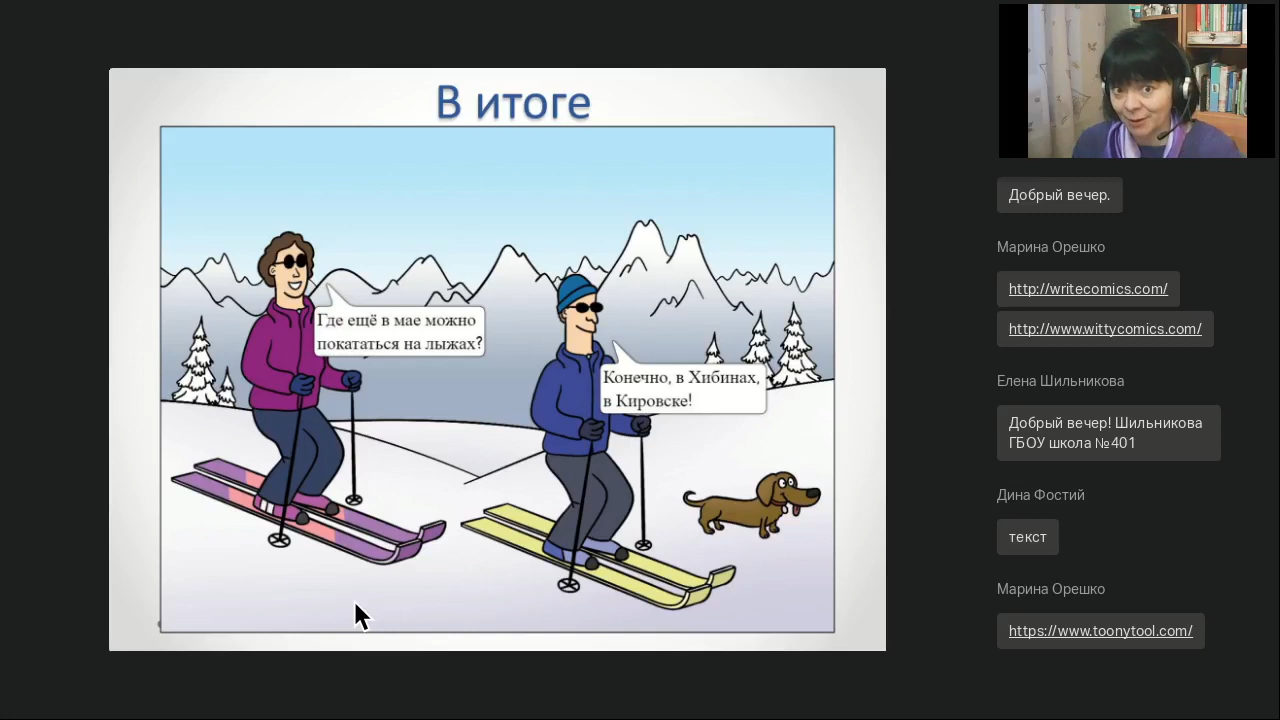 В итоге
Где ещё в мае можно
покататься на лыжах?
Конечно, в Хибинах,
в Кировске!
Добрый вечер.
Марина Орешко
http://writecomics.com/
http://www.wittycomics.com/
Елена Шильникова
Добрый вечер! Шильникова
ГБОУ школа №401
Дина Фостий
текст
Марина Орешко
https://www.toonytool.com/